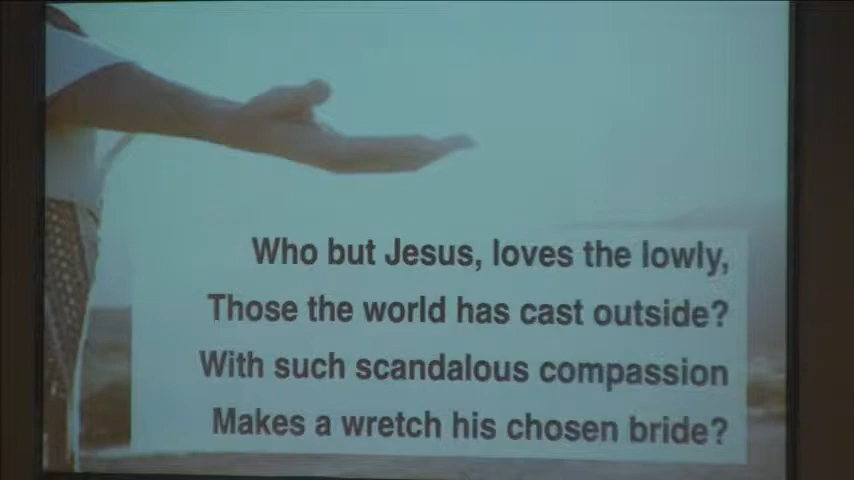 Who but Jesus, loves the lowly,
Those the world has cast outside?
With such scandalous compassion
Makes a wretch his chosen bride?